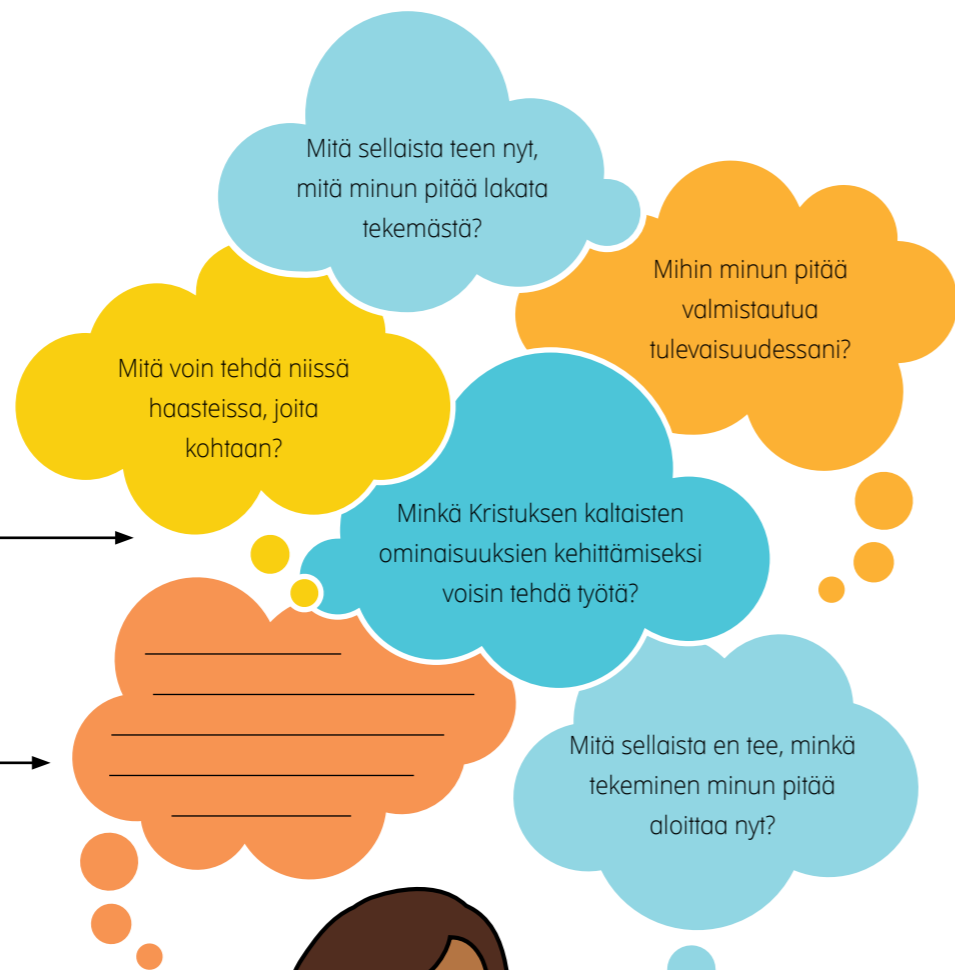 Mitä sellaista teen nyt,
mitä minun pitää lakata
tekemästä?
Mihin minun pitää
valmistautua
tulevaisuudessani?
Mitä voin tehdä niissä
haasteissa, joita
kohtaan?
Minkä Kristuksen kaltaisten
ominaisuuksien kehittämiseksi
voisin tehdä työtä?
Mitä sellaista en tee, minkä
tekeminen minun pitää
aloittaa nyt?